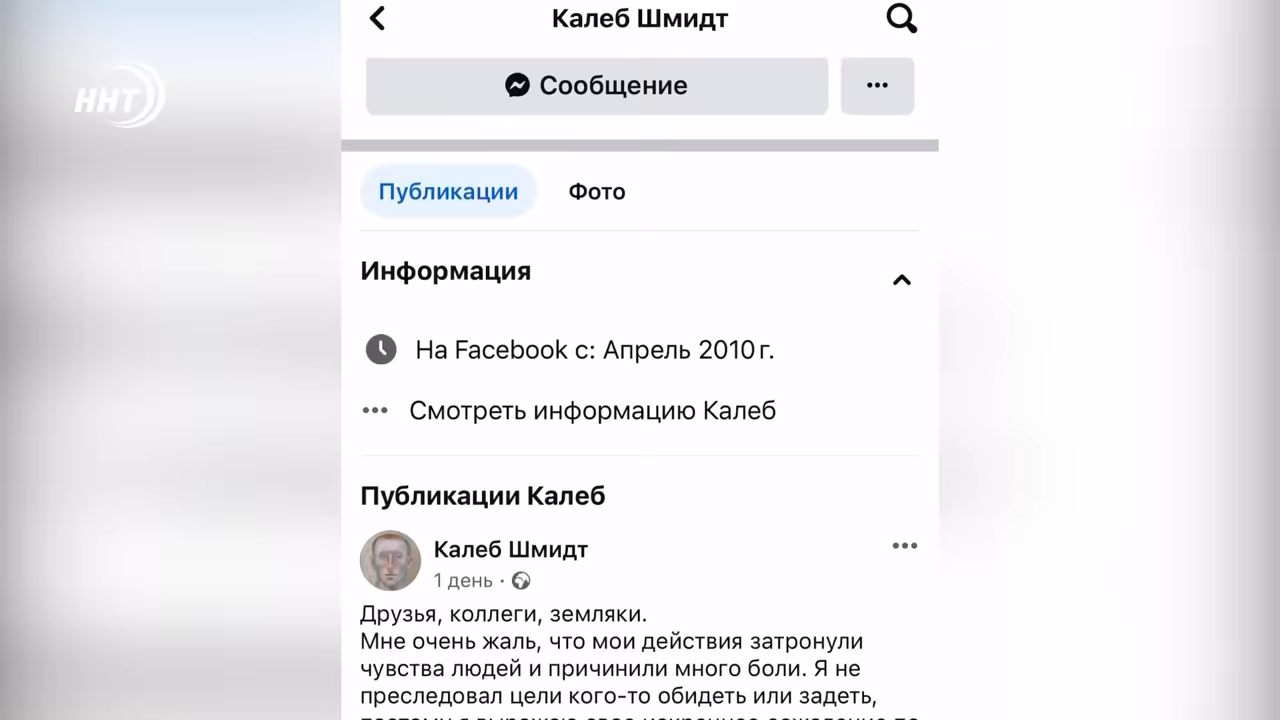 Калеб Шмидт
ННТ
Сообщение
Публикации
Фото
Информация
На Facebook с: Апрель 2010 г.
Смотреть информацию Калеб
Публикации Калеб
Калеб Шмидт
1 день ·
Друзья, коллеги, земляки.
Мне очень жаль, что мои действия затронули
чувства людей и причинили много боли. Я не
преследовал цели кого-то обидеть или задеть,